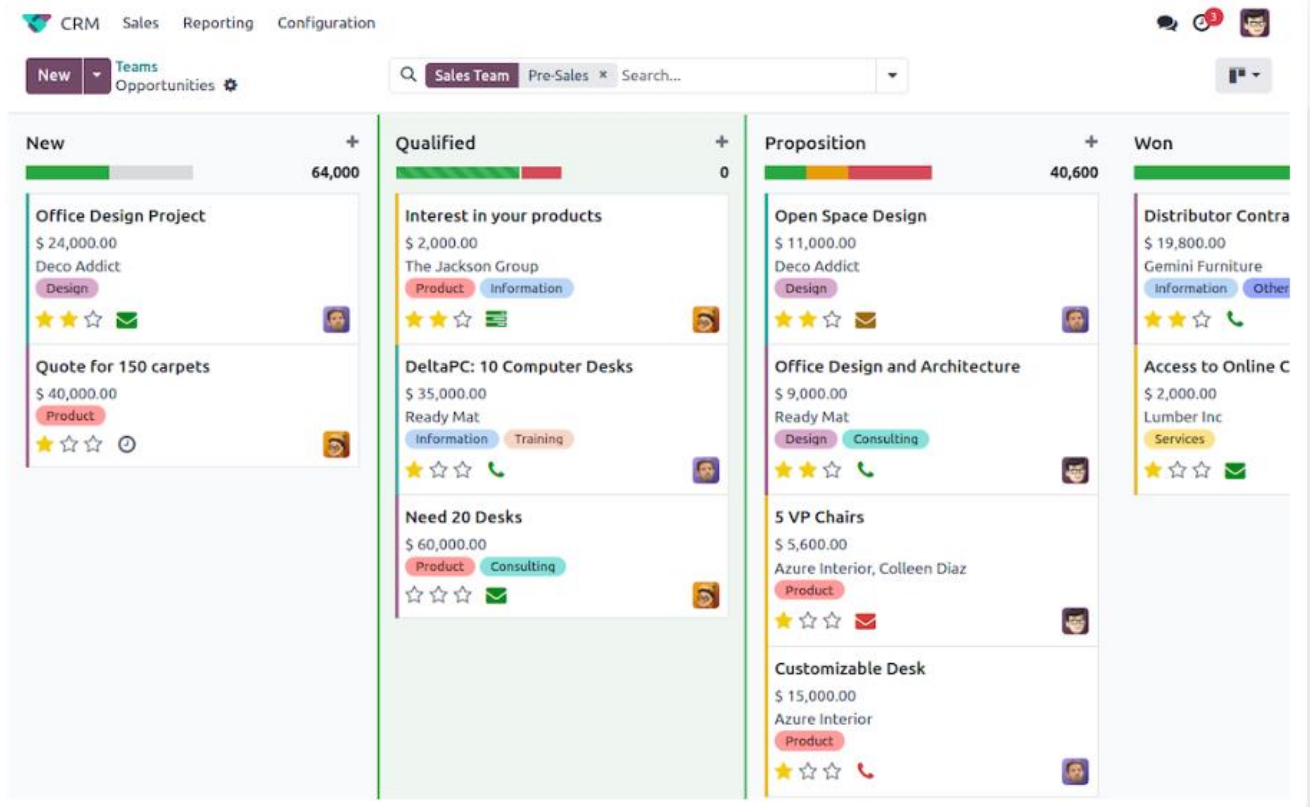 CRM Sales Reporting Configuration
3
New
Teams
Opportunities
Sales Team Pre-Sales × Search...
New +
64,000
Office Design Project
$ 24,000.00
Deco Addict
Design
Quote for 150 carpets
$ 40,000.00
Product
Qualified +
0
Interest in your products
$ 2,000.00
The Jackson Group
Product Information
DeltaPC: 10 Computer Desks
$ 35,000.00
Ready Mat
Information Training
Need 20 Desks
$ 60,000.00
Product Consulting
Proposition +
40,600
Open Space Design
$ 11,000.00
Deco Addict
Design
Office Design and Architecture
$ 9,000.00
Ready Mat
Design Consulting
5 VP Chairs
$ 5,600.00
Azure Interior, Colleen Diaz
Product
Customizable Desk
$ 15,000.00
Azure Interior
Product
Won
Distributor Contra
$ 19,800.00
Gemini Furniture
Information Other
Access to Online C
$ 2,000.00
Lumber Inc
Services